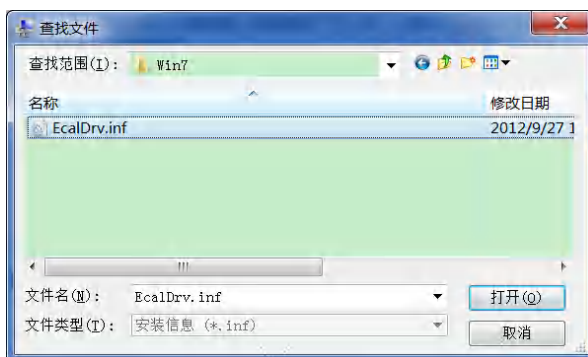 查找文件
查找范围(I): Win7
名称 修改日期
EcalDrv.inf 2012/9/27 1
文件名(N): EcalDrv.inf 打开(O)
文件类型(T): 安装信息 (*.inf) 取消